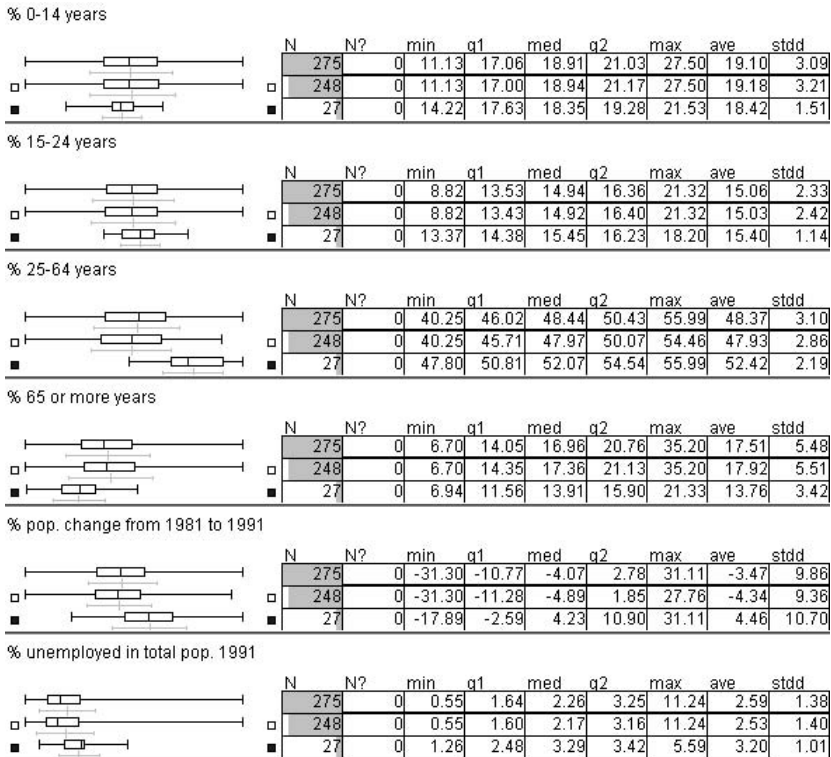 % 0-14 years
N N? min q1 med q2 max ave stdd
275 0 11.13 17.06 18.91 21.03 27.50 19.10 3.09
248 0 11.13 17.00 18.94 21.17 27.50 19.18 3.21
27 0 14.22 17.63 18.35 19.28 21.53 18.42 1.51
% 15-24 years
N N? min q1 med q2 max ave stdd
275 0 8.82 13.53 14.94 16.36 21.32 15.06 2.33
248 0 8.82 13.43 14.92 16.40 21.32 15.03 2.42
27 0 13.37 14.38 15.45 16.23 18.20 15.40 1.14
% 25-64 years
N N? min q1 med q2 max ave stdd
275 0 40.25 46.02 48.44 50.43 55.99 48.37 3.10
248 0 40.25 45.71 47.97 50.07 54.46 47.93 2.86
27 0 47.80 50.81 52.07 54.54 55.99 52.42 2.19
% 65 or more years
N N? min q1 med q2 max ave stdd
275 0 6.70 14.05 16.96 20.76 35.20 17.51 5.48
248 0 6.70 14.35 17.36 21.13 35.20 17.92 5.51
27 0 6.94 11.56 13.91 15.90 21.33 13.76 3.42
% pop. change from 1981 to 1991
N N? min q1 med q2 max ave stdd
275 0 -31.30 -10.77 -4.07 2.78 31.11 -3.47 9.86
248 0 -31.30 -11.28 -4.89 1.85 27.76 -4.34 9.36
27 0 -17.89 -2.59 4.23 10.90 31.11 4.46 10.70
% unemployed in total pop. 1991
N N? min q1 med q2 max ave stdd
275 0 0.55 1.64 2.26 3.25 11.24 2.59 1.38
248 0 0.55 1.60 2.17 3.16 11.24 2.53 1.40
27 0 1.26 2.48 3.29 3.42 5.59 3.20 1.01